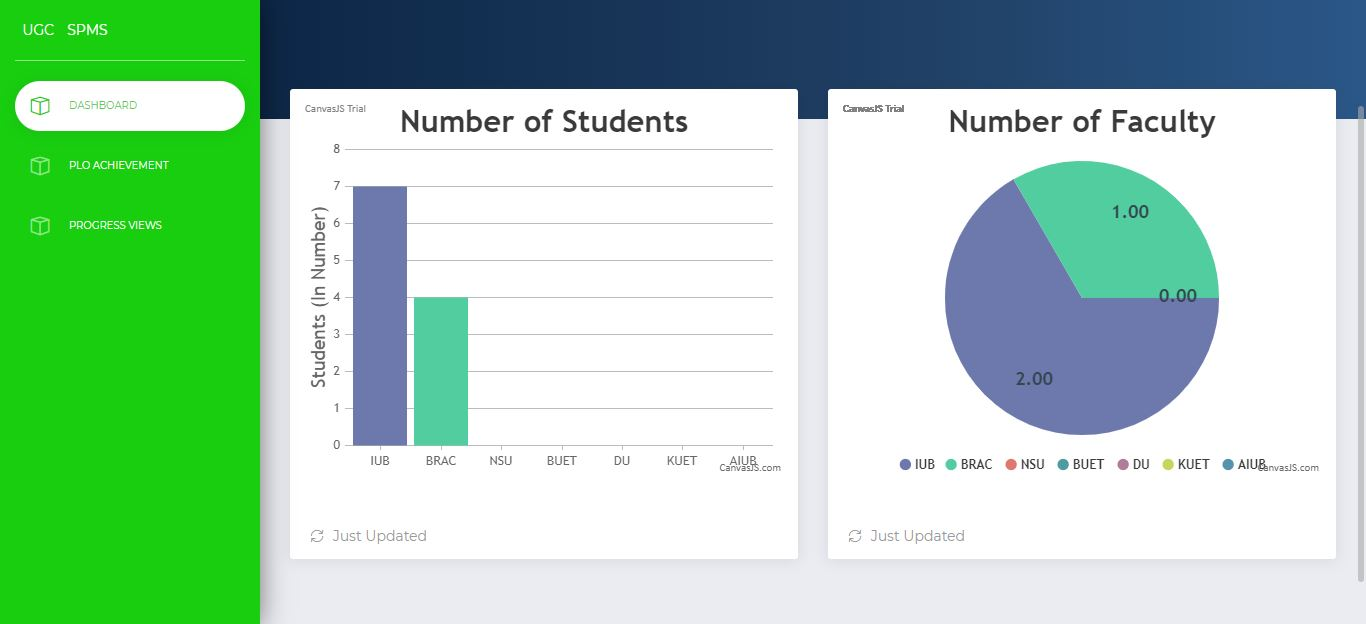 UGC SPMS
DASHBOARD
PLO ACHIEVEMENT
PROGRESS VIEWS
CanvasJS Trial
Number of Students
Students (In Number)
8
7
6
5
4
3
2
1
0
IUB BRAC NSU BUET DU KUET AIUB
CanvasJS.com
Just Updated
CanvasJS Trial
Number of Faculty
1.00
0.00
2.00
IUB BRAC NSU BUET DU KUET AIUB
CanvasJS.com
Just Updated